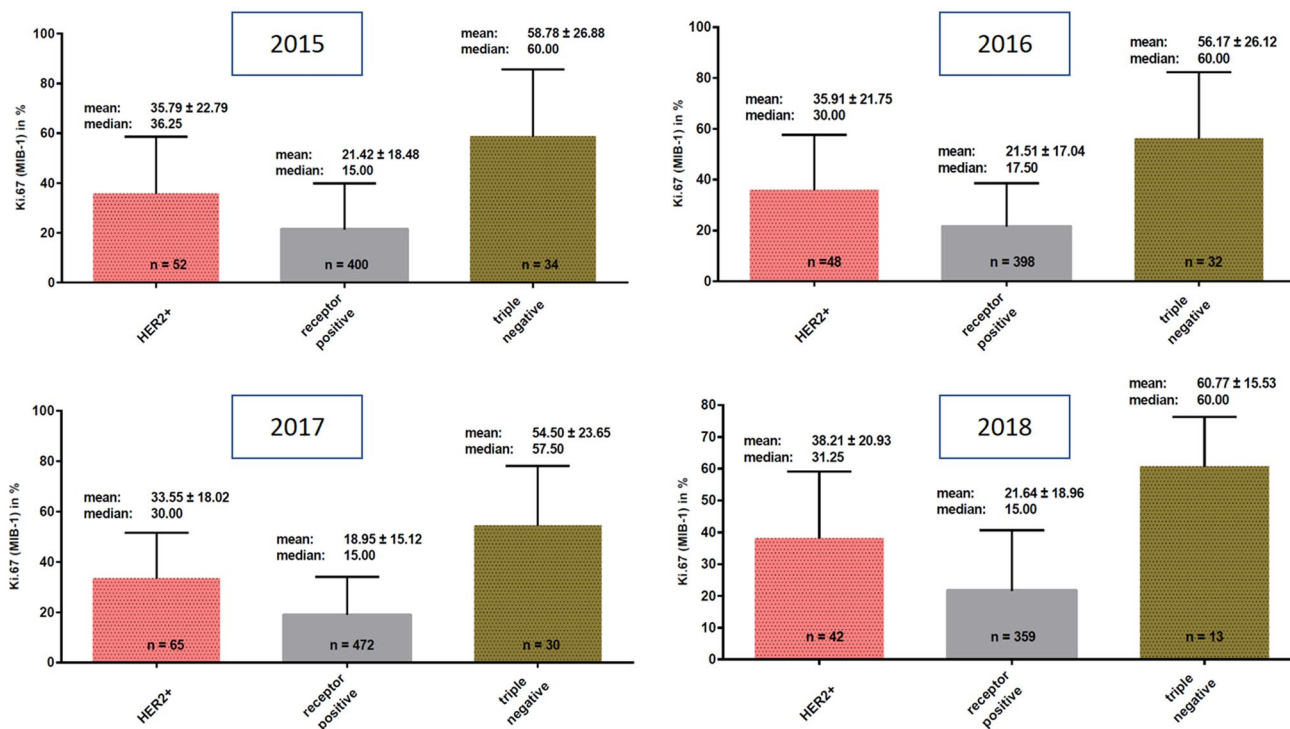 2015
Ki.67 (MIB-1) in %
100
80
60
40
20
0
mean: 35.79 ± 22.79
median: 36.25
mean: 21.42 ± 18.48
median: 15.00
mean: 58.78 ± 26.88
median: 60.00
n = 52
n = 400
n = 34
HER2+
receptor
positive
triple
negative
2016
Ki.67 (MIB-1) in %
100
80
60
40
20
0
mean: 35.91 ± 21.75
median: 30.00
mean: 21.51 ± 17.04
median: 17.50
mean: 56.17 ± 26.12
median: 60.00
n =48
n = 398
n = 32
HER2+
receptor
positive
triple
negative
2017
Ki.67 (MIB-1) in %
100
80
60
40
20
0
mean: 33.55 ± 18.02
median: 30.00
mean: 18.95 ± 15.12
median: 15.00
mean: 54.50 ± 23.65
median: 57.50
n = 65
n = 472
n = 30
HER2+
receptor
positive
triple
negative
2018
Ki.67 (MIB-1) in %
80
70
60
50
40
30
20
10
0
mean: 38.21 ± 20.93
median: 31.25
mean: 21.64 ± 18.96
median: 15.00
mean: 60.77 ± 15.53
median: 60.00
n = 42
n = 359
n = 13
HER2+
receptor
positive
triple
negative